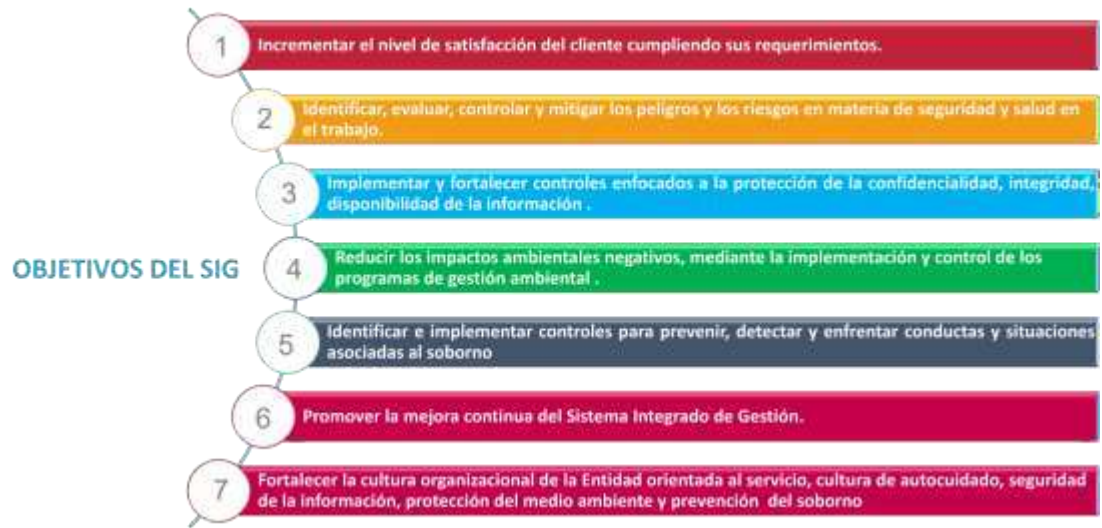 1
Incrementar el nivel de satisfacción del cliente cumpliendo sus requerimientos.
2
Identificar, evaluar, controlar y mitigar los peligros y los riesgos en materia de seguridad y salud en
el trabajo.
3
Implementar y fortalecer controles enfocados a la protección de la confidencialidad, integridad,
disponibilidad de la información .
OBJETIVOS DEL SIG
4
Reducir los impactos ambientales negativos, mediante la implementación y control de los
programas de gestión ambiental .
5
Identificar e implementar controles para prevenir, detectar y enfrentar conductas y situaciones
asociadas al soborno
6
Promover la mejora continua del Sistema Integrado de Gestión.
7
Fortalecer la cultura organizacional de la Entidad orientada al servicio, cultura de autocuidado, seguridad
de la información, protección del medio ambiente y prevención del soborno